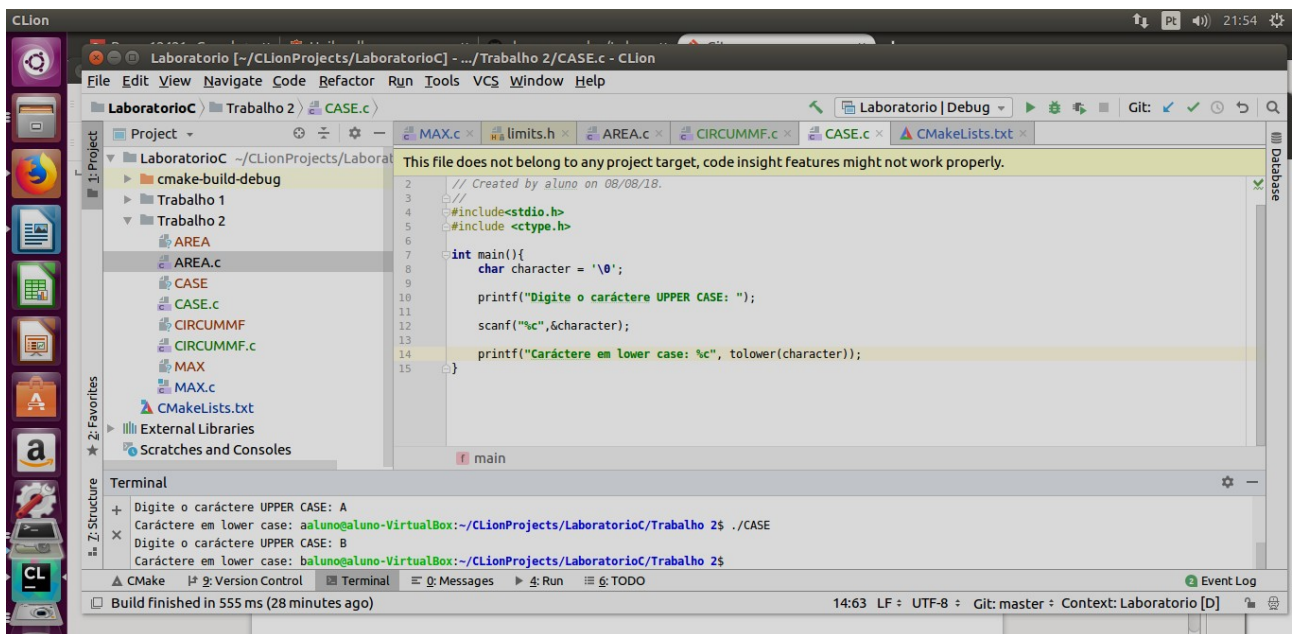 CLion
Pt 21:54
Laboratorio [~/CLionProjects/LaboratorioC] - .../Trabalho 2/CASE.c - CLion
File Edit View Navigate Code Refactor Run Tools VCS Window Help
LaboratorioC Trabalho 2 CASE.c Laboratorio | Debug Git:
Project MAX.c limits.h AREA.c CIRCUMMF.c CASE.c CMakeLists.txt
1: Project
LaboratorioC ~/CLionProjects/Laborat
cmake-build-debug
Trabalho 1
Trabalho 2
AREA
AREA.c
CASE
CASE.c
CIRCUMMF
CIRCUMMF.c
MAX
MAX.c
CMakeLists.txt
External Libraries
Scratches and Consoles
2: Favorites
Z: Structure
This file does not belong to any project target, code insight features might not work properly.
2 // Created by aluno on 08/08/18.
3 //
4 #include<stdio.h>
5 #include <ctype.h>
6
7 int main(){
8 char character = '\0';
9
10 printf("Digite o caráctere UPPER CASE: ");
11
12 scanf("%c",&character);
13
14 printf("Caráctere em lower case: %c", tolower(character));
15 }
f main
Database
Terminal
Digite o caráctere UPPER CASE: A
Caráctere em lower case: aaluno@aluno-VirtualBox:~/CLionProjects/LaboratorioC/Trabalho 2$ ./CASE
Digite o caráctere UPPER CASE: B
Caráctere em lower case: baluno@aluno-VirtualBox:~/CLionProjects/LaboratorioC/Trabalho 2$
CMake 9: Version Control Terminal 0: Messages 4: Run 6: TODO 2 Event Log
Build finished in 555 ms (28 minutes ago) 14:63 LF UTF-8 Git: master Context: Laboratorio [D]
a
CL